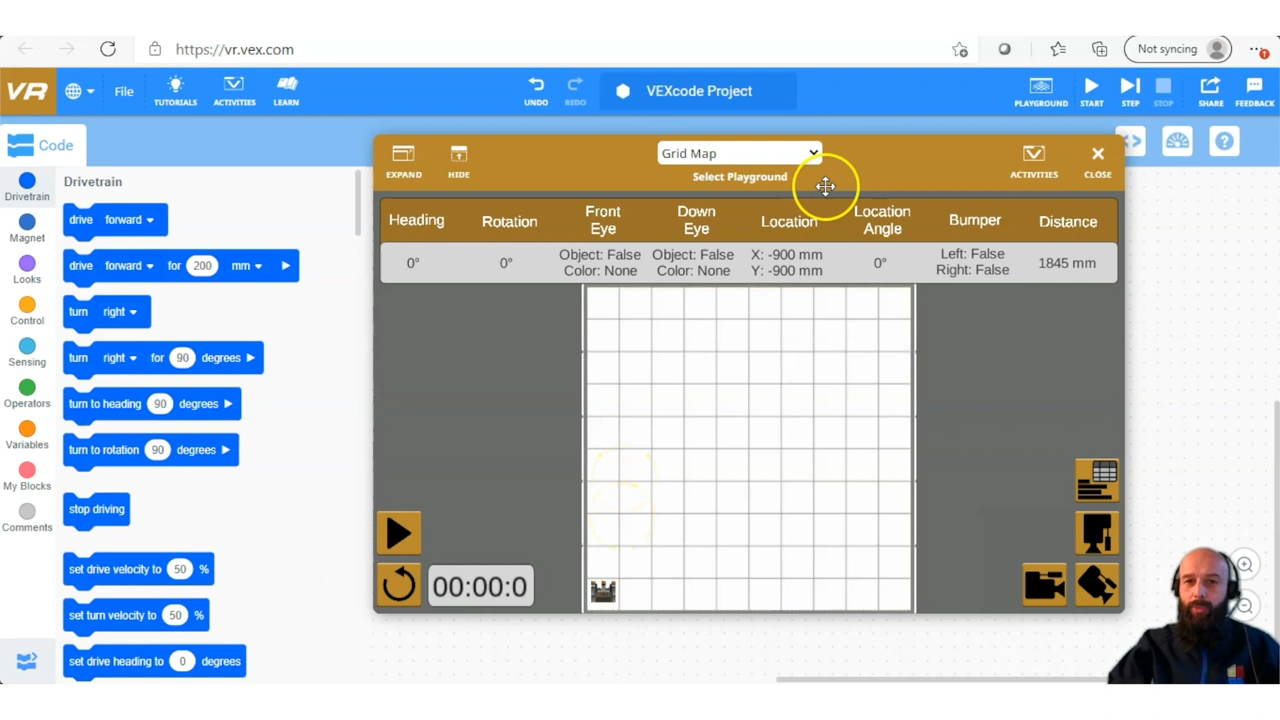 https://vr.vex.com
Not syncing
VR
File
TUTORIALS
ACTIVITIES
LEARN
UNDO
REDO
VEXcode Project
PLAYGROUND
START
STEP
STOP
SHARE
FEEDBACK
Code
EXPAND
HIDE
Grid Map
Select Playground
ACTIVITIES
CLOSE
Drivetrain
Magnet
Looks
Control
Sensing
Operators
Variables
My Blocks
Comments
Drivetrain
drive forward
drive forward for 200 mm
turn right
turn right for 90 degrees
turn to heading 90 degrees
turn to rotation 90 degrees
stop driving
set drive velocity to 50 %
set turn velocity to 50 %
set drive heading to 0 degrees
Heading
Rotation
Front Eye
Down Eye
Location
Location Angle
Bumper
Distance
0°
0°
Object: False
Color: None
Object: False
Color: None
X: -900 mm
Y: -900 mm
0°
Left: False
Right: False
1845 mm
00:00:0